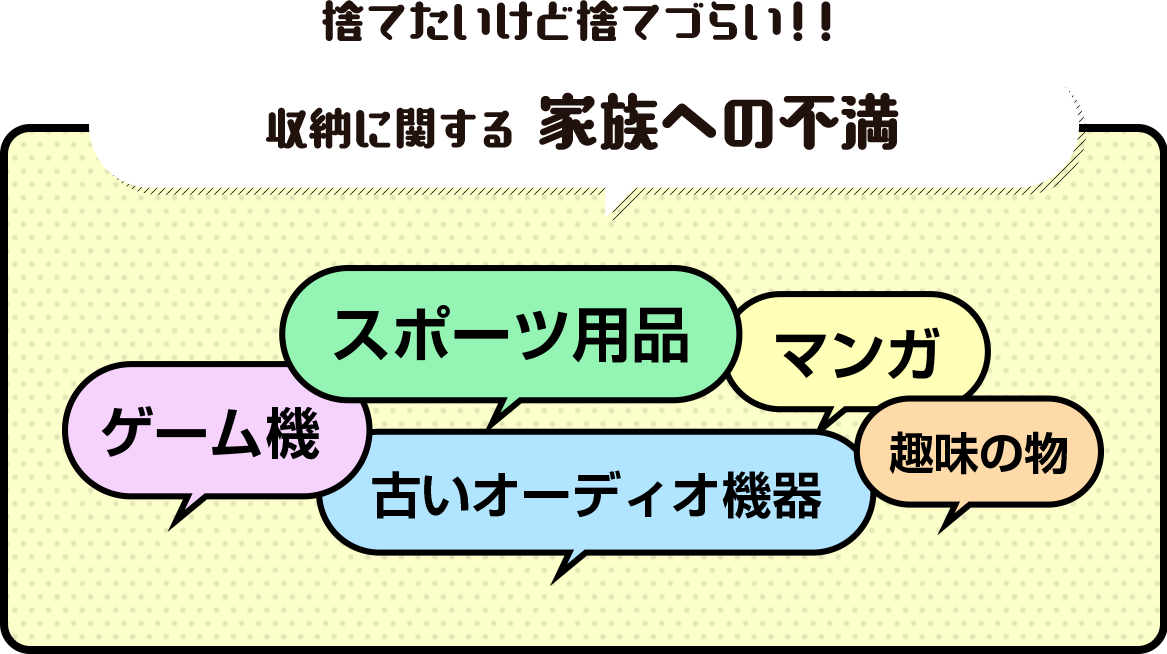 捨てたいけど捨てづらい！！
収納に関する 家族への不満
スポーツ用品
マンガ
ゲーム機
趣味の物
古いオーディオ機器